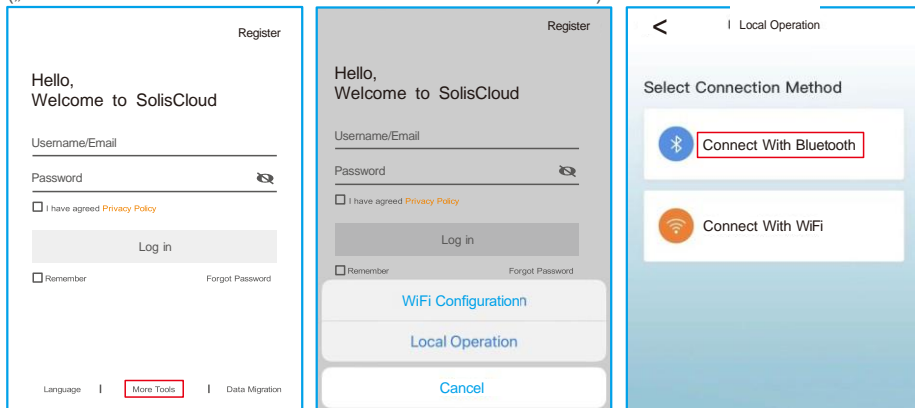 Register
Hello,
Welcome to SolisCloud
Username/Email
Password
I have agreed Privacy Policy
Log in
Remember Forgot Password
Language | More Tools | Data Migration
Register
Hello,
Welcome to SolisCloud
Username/Email
Password
I have agreed Privacy Policy
Log in
Remember Forgot Password
WiFi Configurationn
Local Operation
Cancel
< | Local Operation
Select Connection Method
Connect With Bluetooth
Connect With WiFi